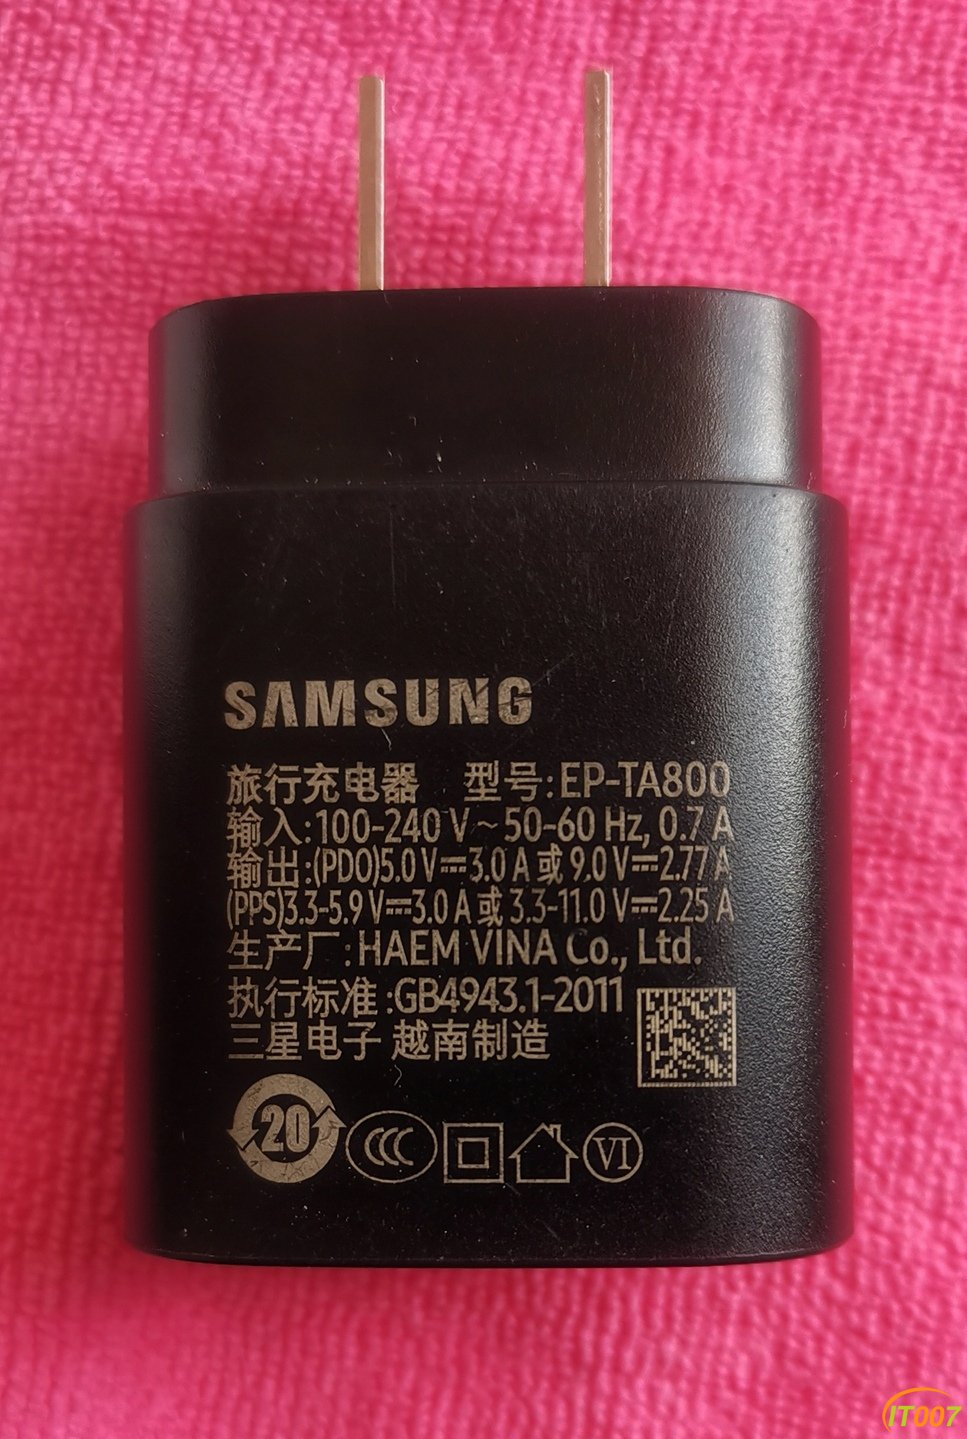 SAMSUNG
旅行充电器 型号:EP-TA800
输入:100-240 V~50-60 Hz, 0.7 A
输出:(PDO)5.0 V⎓3.0 A 或 9.0 V⎓2.77 A
(PPS)3.3-5.9 V⎓3.0 A 或 3.3-11.0 V⎓2.25 A
生产厂:HAEM VINA Co., Ltd.
执行标准:GB4943.1-2011
三星电子 越南制造
20 CCC VI
IT007